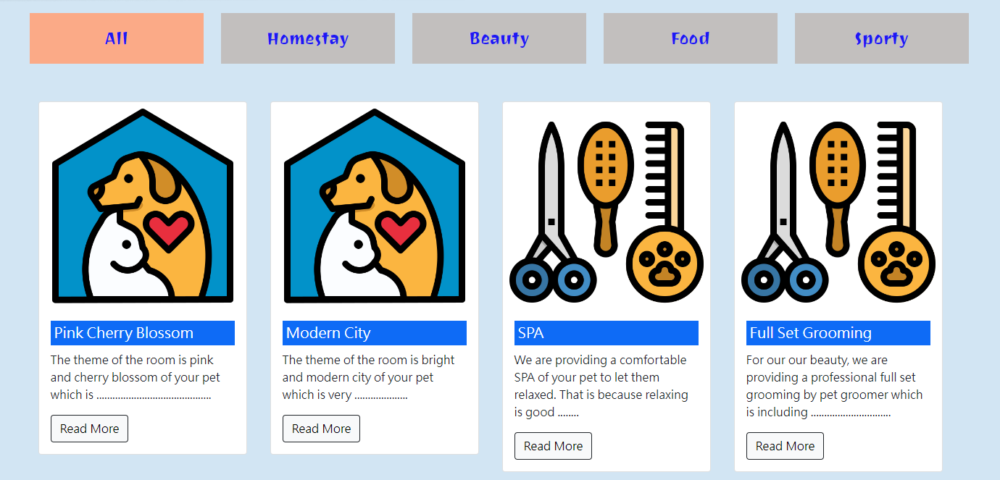 All
Homestay
Beauty
Food
Sporty
Pink Cherry Blossom
The theme of the room is pink
and cherry blossom of your pet
which is ...........................................
Read More
Modern City
The theme of the room is bright
and modern city of your pet
which is very ....................
Read More
SPA
We are providing a comfortable
SPA of your pet to let them
relaxed. That is because relaxing
is good ........
Read More
Full Set Grooming
For our our beauty, we are
providing a professional full set
grooming by pet groomer which
is including ..............................
Read More